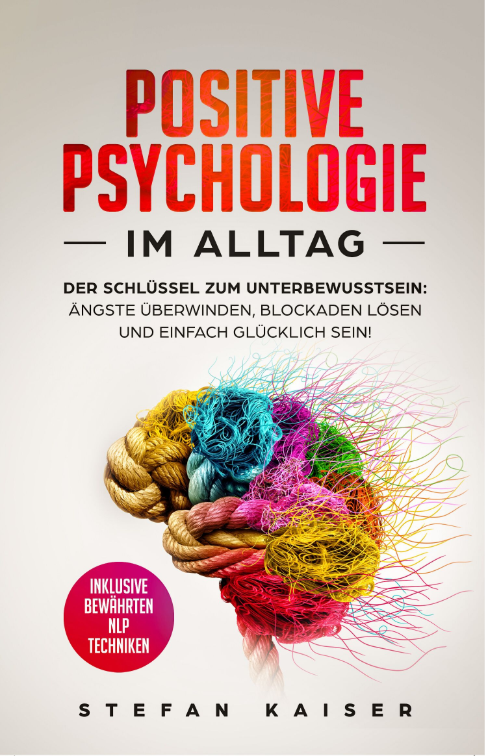 POSITIVE
PSYCHOLOGIE
IM ALLTAG
DER SCHLÜSSEL ZUM UNTERBEWUSSTSEIN:
ÄNGSTE ÜBERWINDEN, BLOCKADEN LÖSEN
UND EINFACH GLÜCKLICH SEIN!
INKLUSIVE
BEWÄHRTEN
NLP
TECHNIKEN
STEFAN KAISER